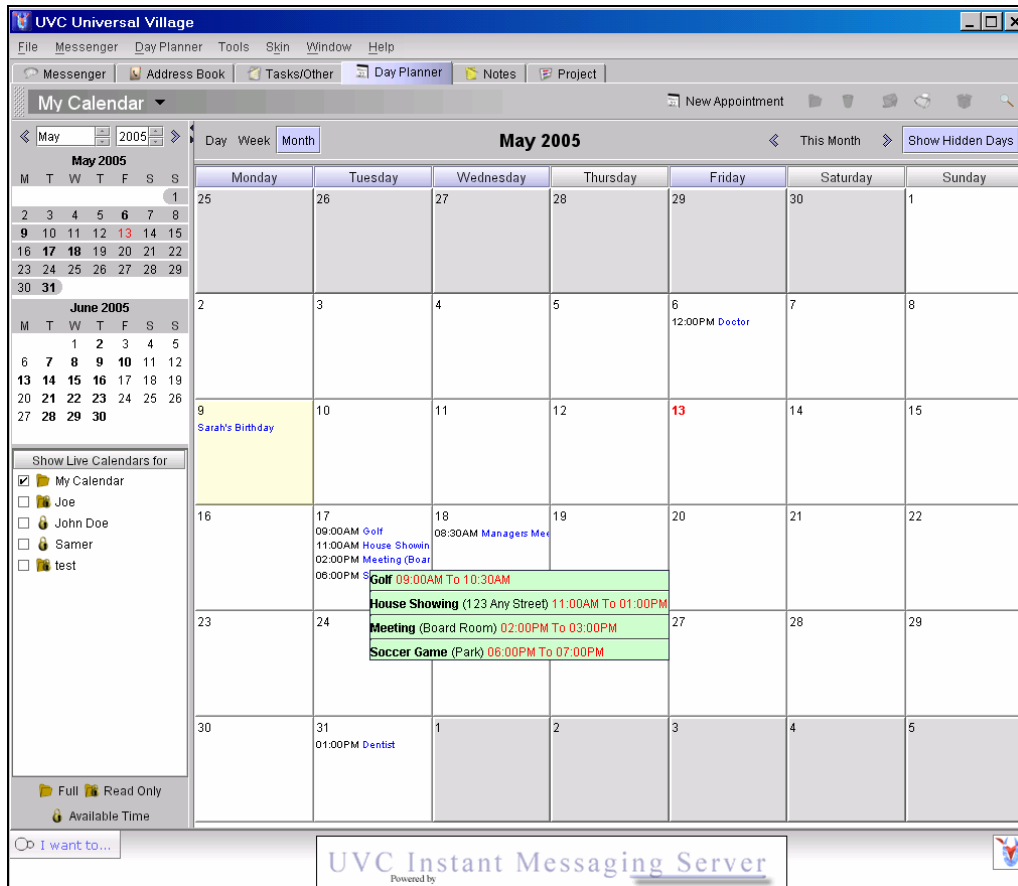 UVC Universal Village
File Messenger Day Planner Tools Skin Window Help
Messenger Address Book Tasks/Other Day Planner Notes Project
My Calendar New Appointment
May 2005
Day Week Month May 2005 This Month Show Hidden Days
May 2005
M T W T F S S
1
2 3 4 5 6 7 8
9 10 11 12 13 14 15
16 17 18 19 20 21 22
23 24 25 26 27 28 29
30 31
June 2005
M T W T F S S
1 2 3 4 5
6 7 8 9 10 11 12
13 14 15 16 17 18 19
20 21 22 23 24 25 26
27 28 29 30
Show Live Calendars for
My Calendar
Joe
John Doe
Samer
test
Full Read Only
Available Time
Monday Tuesday Wednesday Thursday Friday Saturday Sunday
25 26 27 28 29 30 1
2 3 4 5 6 7 8
12:00PM Doctor
9 10 11 12 13 14 15
Sarah's Birthday
16 17 18 19 20 21 22
09:00AM Golf
08:30AM Managers Mee
11:00AM House Showin
02:00PM Meeting (Boar
06:00PM S
Golf 09:00AM To 10:30AM
House Showing (123 Any Street) 11:00AM To 01:00PM
Meeting (Board Room) 02:00PM To 03:00PM
Soccer Game (Park) 06:00PM To 07:00PM
23 24 27 28 29
30 31 1 2 3 4 5
01:00PM Dentist
I want to...
UVC Instant Messaging Server
Powered by